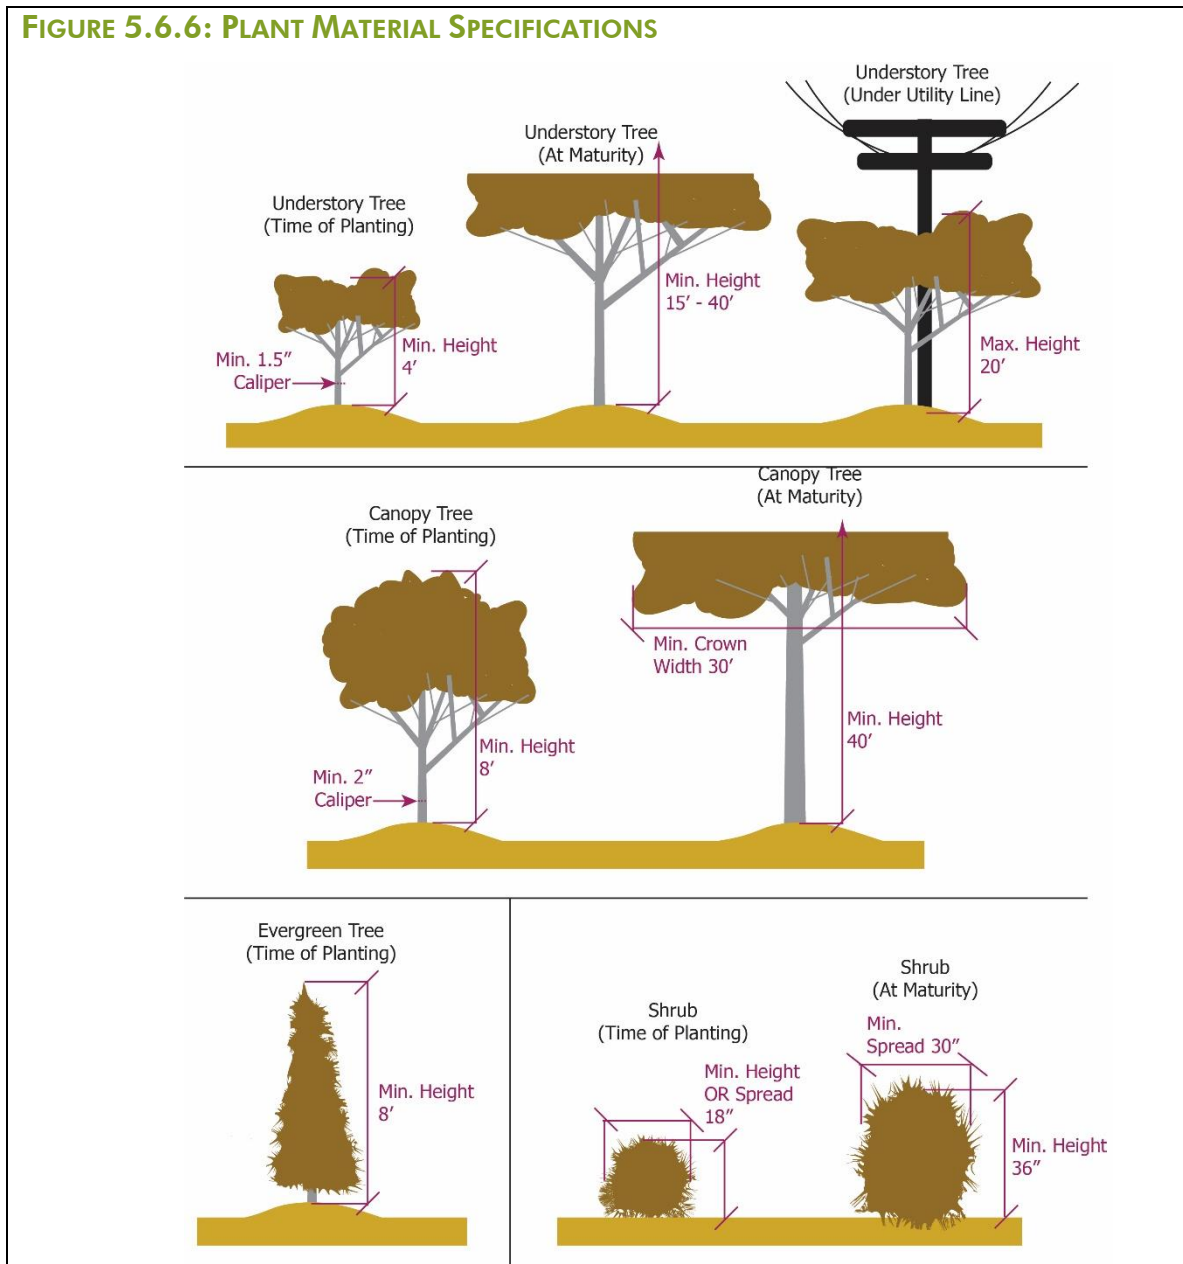 FIGURE 5.6.6: PLANT MATERIAL SPECIFICATIONS
Understory Tree
(Time of Planting)
Min. 1.5”
Caliper
Min. Height
4’
Understory Tree
(At Maturity)
Min. Height
15’ - 40’
Understory Tree
(Under Utility Line)
Max. Height
20’
Canopy Tree
(Time of Planting)
Min. 2”
Caliper
Min. Height
8’
Canopy Tree
(At Maturity)
Min. Crown
Width 30’
Min. Height
40’
Evergreen Tree
(Time of Planting)
Min. Height
8’
Shrub
(Time of Planting)
Min. Height
OR Spread
18”
Shrub
(At Maturity)
Min.
Spread 30”
Min. Height
36”